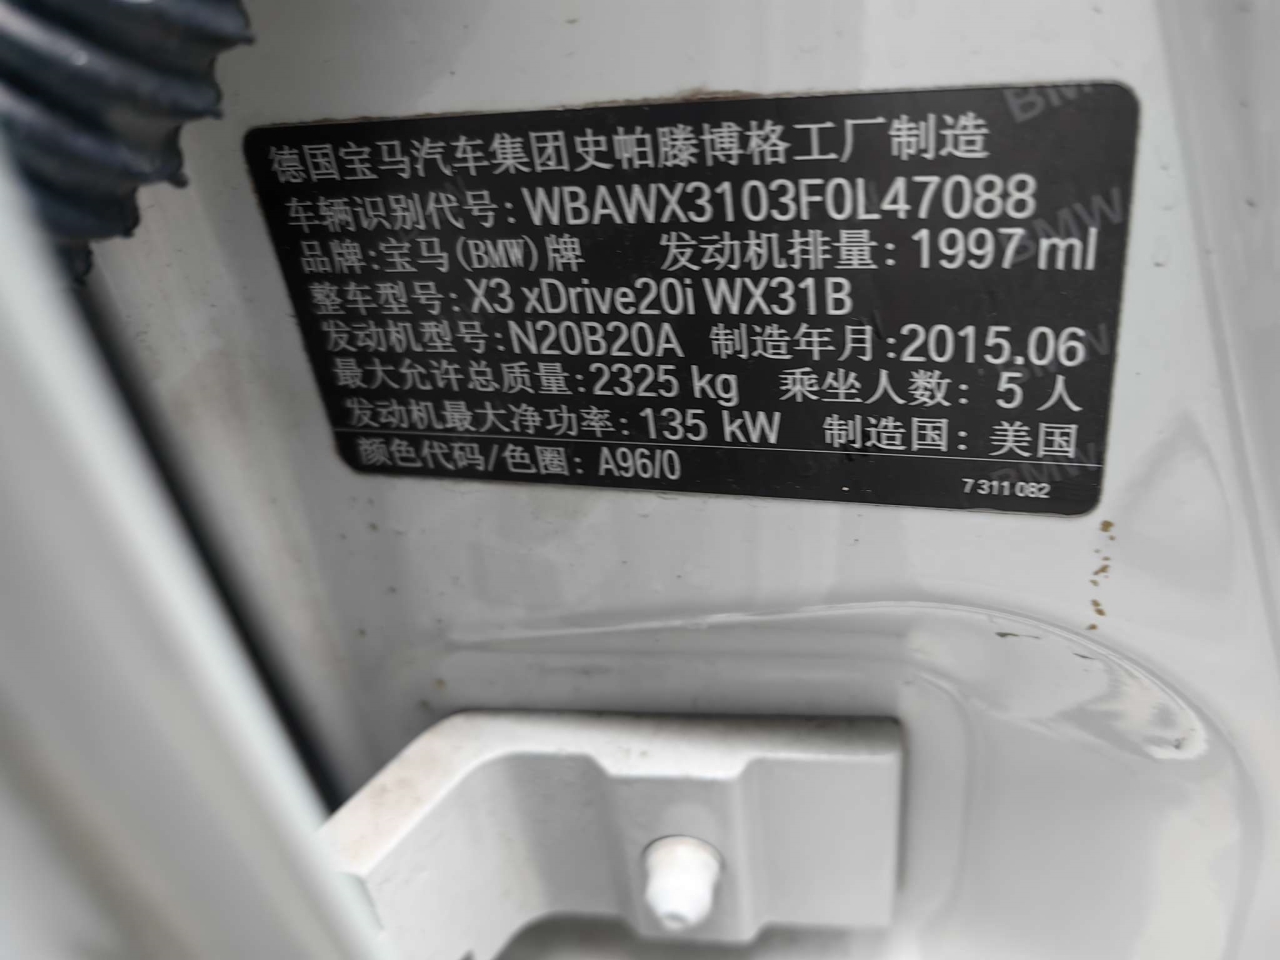 德国宝马汽车集团史帕滕博格工厂制造
车辆识别代号: WBAWX3103F0L47088
品牌:宝马(BMW)牌 发动机排量: 1997 ml
整车型号: X3 xDrive20i WX31B
发动机型号: N20B20A 制造年月:2015.06
最大允许总质量:2325 kg 乘坐人数: 5 人
发动机最大净功率: 135 kW 制造国: 美国
颜色代码/色圈: A96/0
7 311 082